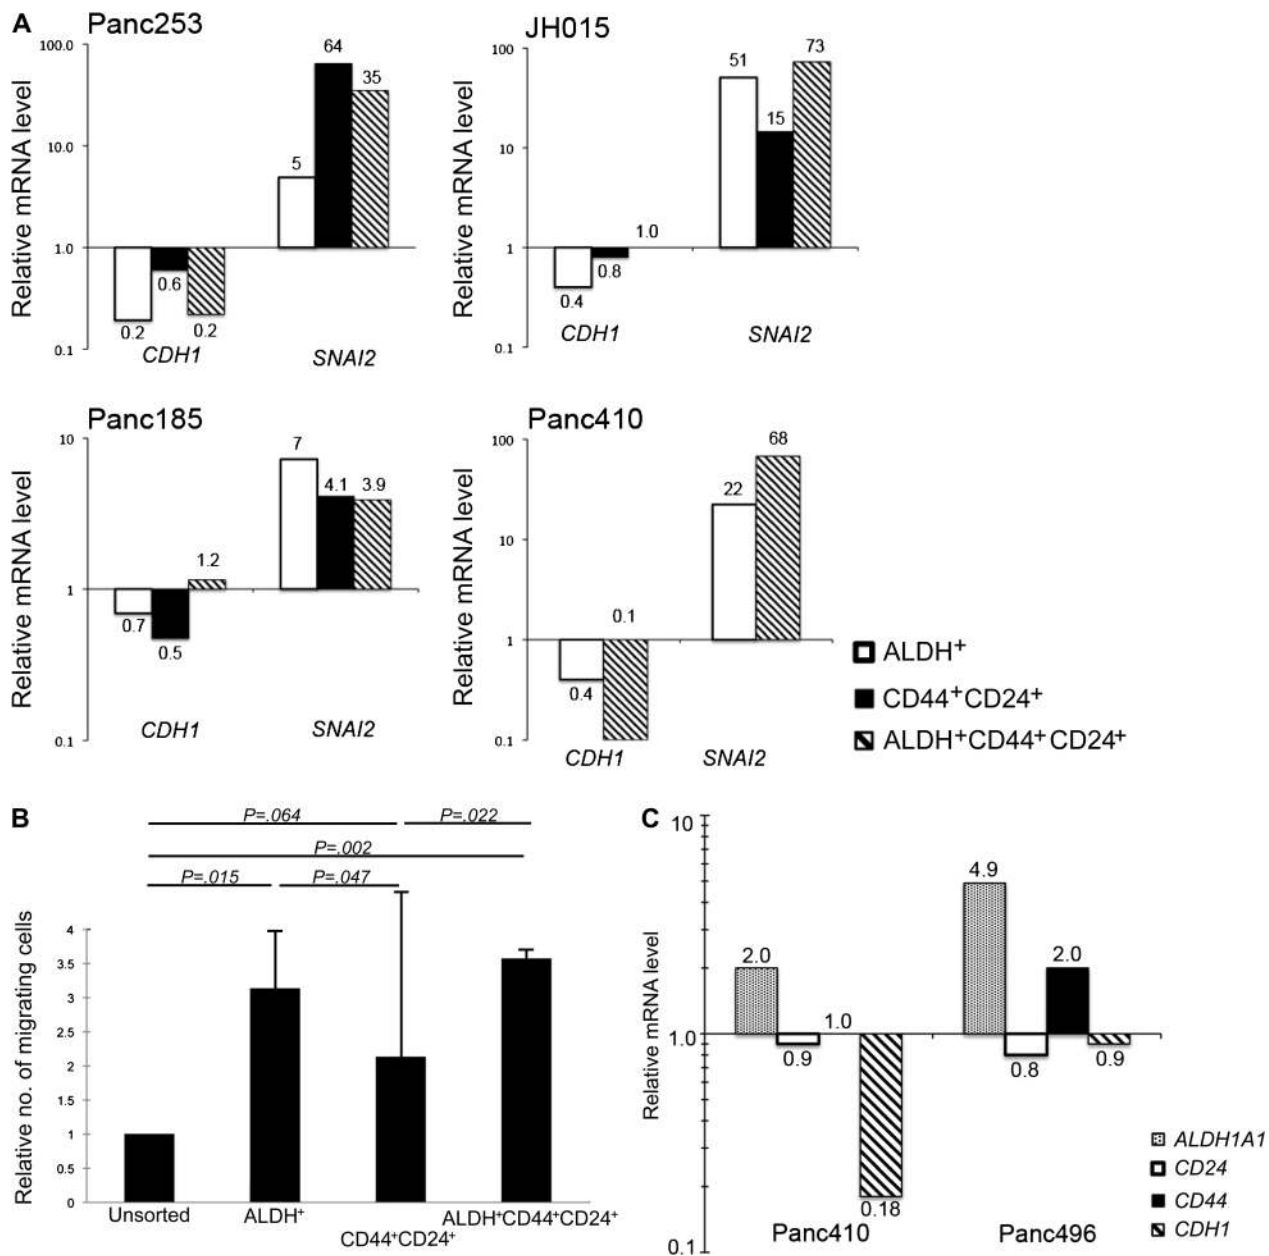 A
Panc253
Relative mRNA level
100.0
10.0
1.0
0.1
0.2
0.6
0.2
5
64
35
CDH1
SNAI2
JH015
Relative mRNA level
100
10
1
0.1
0.4
0.8
1.0
51
15
73
CDH1
SNAI2
Panc185
Relative mRNA level
10
1
0.1
0.7
0.5
1.2
7
4.1
3.9
CDH1
SNAI2
Panc410
Relative mRNA level
100
10
1
0.1
0.4
0.1
22
68
CDH1
SNAI2
ALDH⁺
CD44⁺CD24⁺
ALDH⁺CD44⁺CD24⁺
B
P=.064
P=.022
P=.002
P=.015
P=.047
Relative no. of migrating cells
4
3.5
3
2.5
2
1.5
1
0.5
0
Unsorted
ALDH⁺
CD44⁺CD24⁺
ALDH⁺CD44⁺CD24⁺
C
Relative mRNA level
10
1.0
0.1
2.0
0.9
1.0
0.18
4.9
0.8
2.0
0.9
Panc410
Panc496
ALDH1A1
CD24
CD44
CDH1